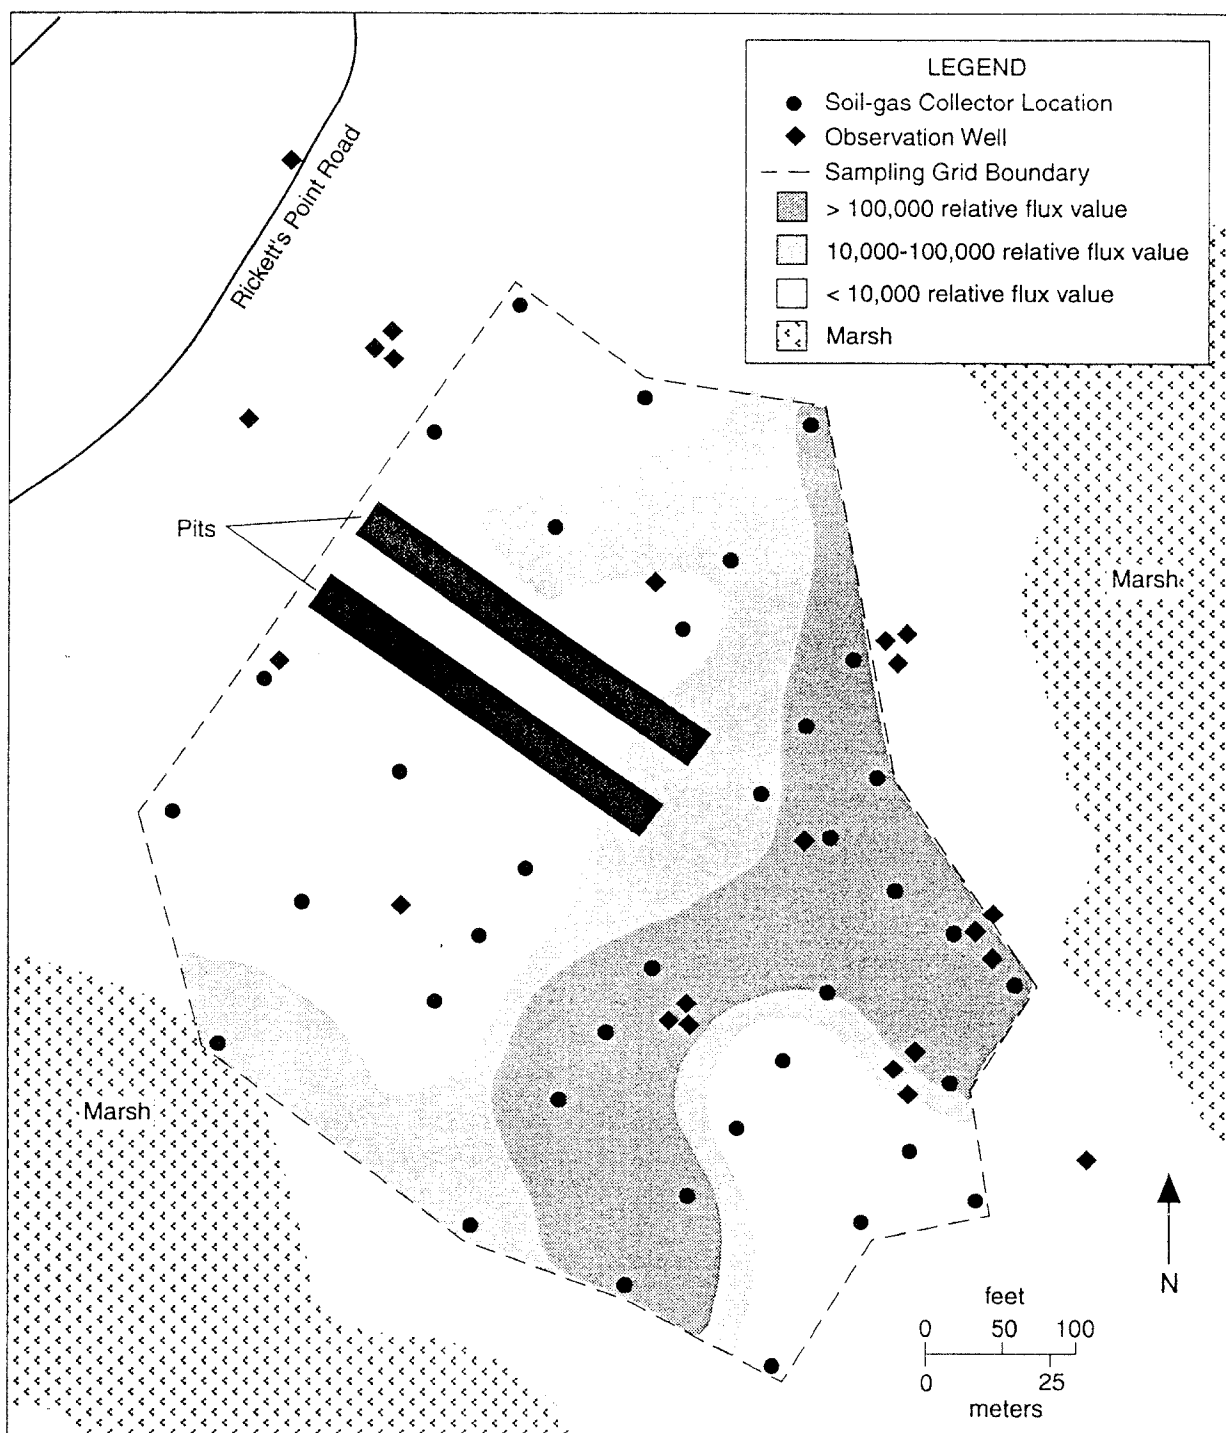 LEGEND
Soil-gas Collector Location
Observation Well
Sampling Grid Boundary
> 100,000 relative flux value
10,000-100,000 relative flux value
< 10,000 relative flux value
Marsh
Rickett's Point Road
Pits
Marsh
Marsh
N
feet
0 50 100
0 25
meters